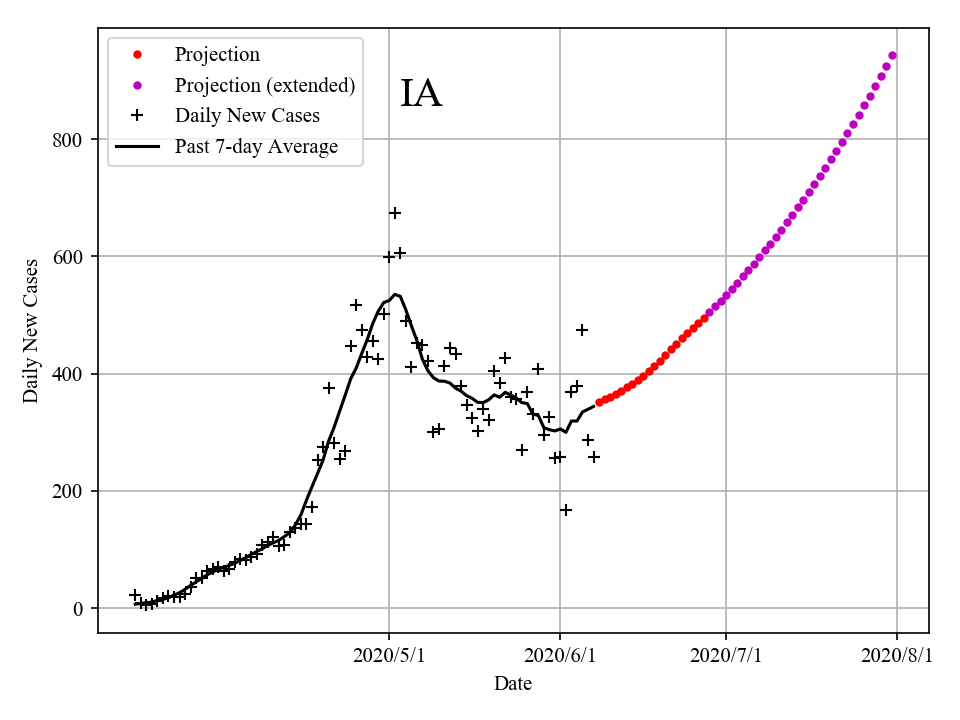 Projection
Projection (extended)
Daily New Cases
Past 7-day Average
IA
800
600
400
200
0
Daily New Cases
2020/5/1
2020/6/1
2020/7/1
2020/8/1
Date